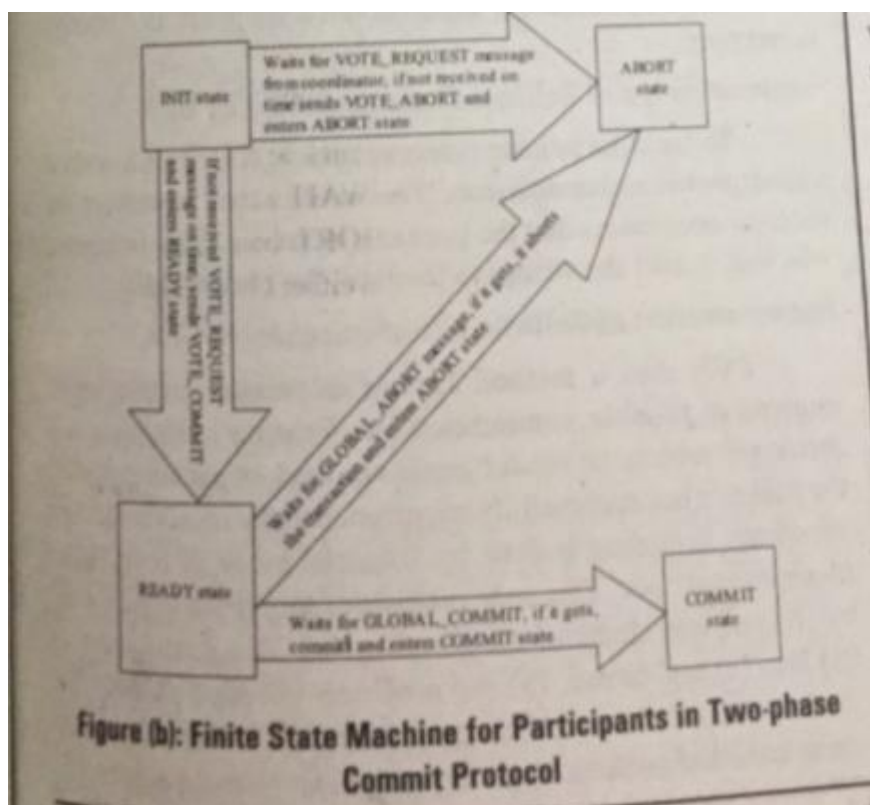 INIT state
Waits for VOTE_REQUEST message
from coordinator, if not received on
time sends VOTE_ABORT and
enters ABORT state
ABORT
state
If not received VOTE_REQUEST
message on time, sends VOTE_COMMIT
and enters READY state
Waits for GLOBAL_ABORT message, if it gets, it aborts
the transaction and enters ABORT state
READY state
Waits for GLOBAL_COMMIT, if it gets,
and enters COMMIT state
COMMIT
state
Figure (b): Finite State Machine for Participants in Two-phase
Commit Protocol